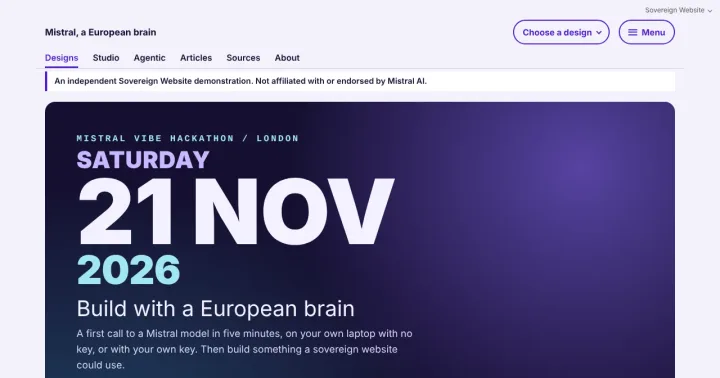 Sovereign Website
Mistral, a European brain
Choose a design
Menu
Designs Studio Agentic Articles Sources About
An independent Sovereign Website demonstration. Not affiliated with or endorsed by Mistral AI.
MISTRAL VIBE HACKATHON / LONDON
SATURDAY
21 NOV
2026
Build with a European brain
A first call to a Mistral model in five minutes, on your own laptop with no
key, or with your own key. Then build something a sovereign website
could use.